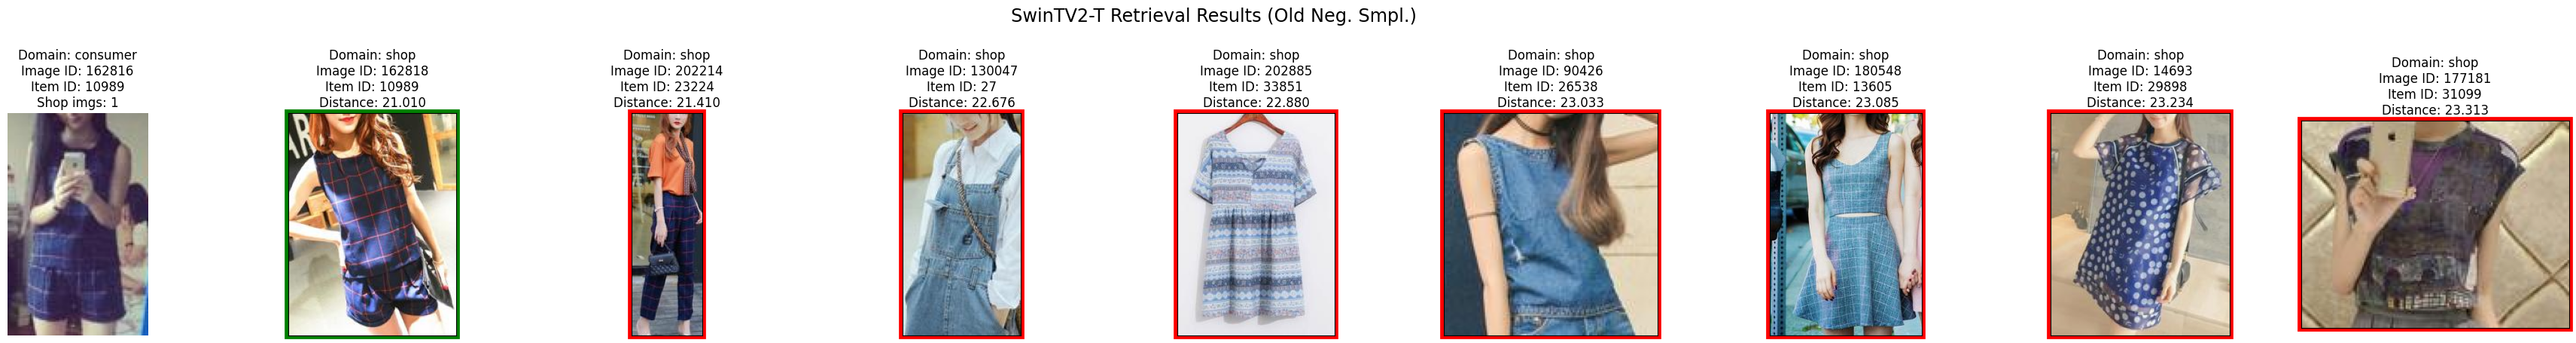 SwinTV2-T Retrieval Results (Old Neg. Smpl.)
Domain: consumer
Image ID: 162816
Item ID: 10989
Shop imgs: 1
Domain: shop
Image ID: 162818
Item ID: 10989
Distance: 21.010
Domain: shop
Image ID: 202214
Item ID: 23224
Distance: 21.410
Domain: shop
Image ID: 130047
Item ID: 27
Distance: 22.676
Domain: shop
Image ID: 202885
Item ID: 33851
Distance: 22.880
Domain: shop
Image ID: 90426
Item ID: 26538
Distance: 23.033
Domain: shop
Image ID: 180548
Item ID: 13605
Distance: 23.085
Domain: shop
Image ID: 14693
Item ID: 29898
Distance: 23.234
Domain: shop
Image ID: 177181
Item ID: 31099
Distance: 23.313
AR